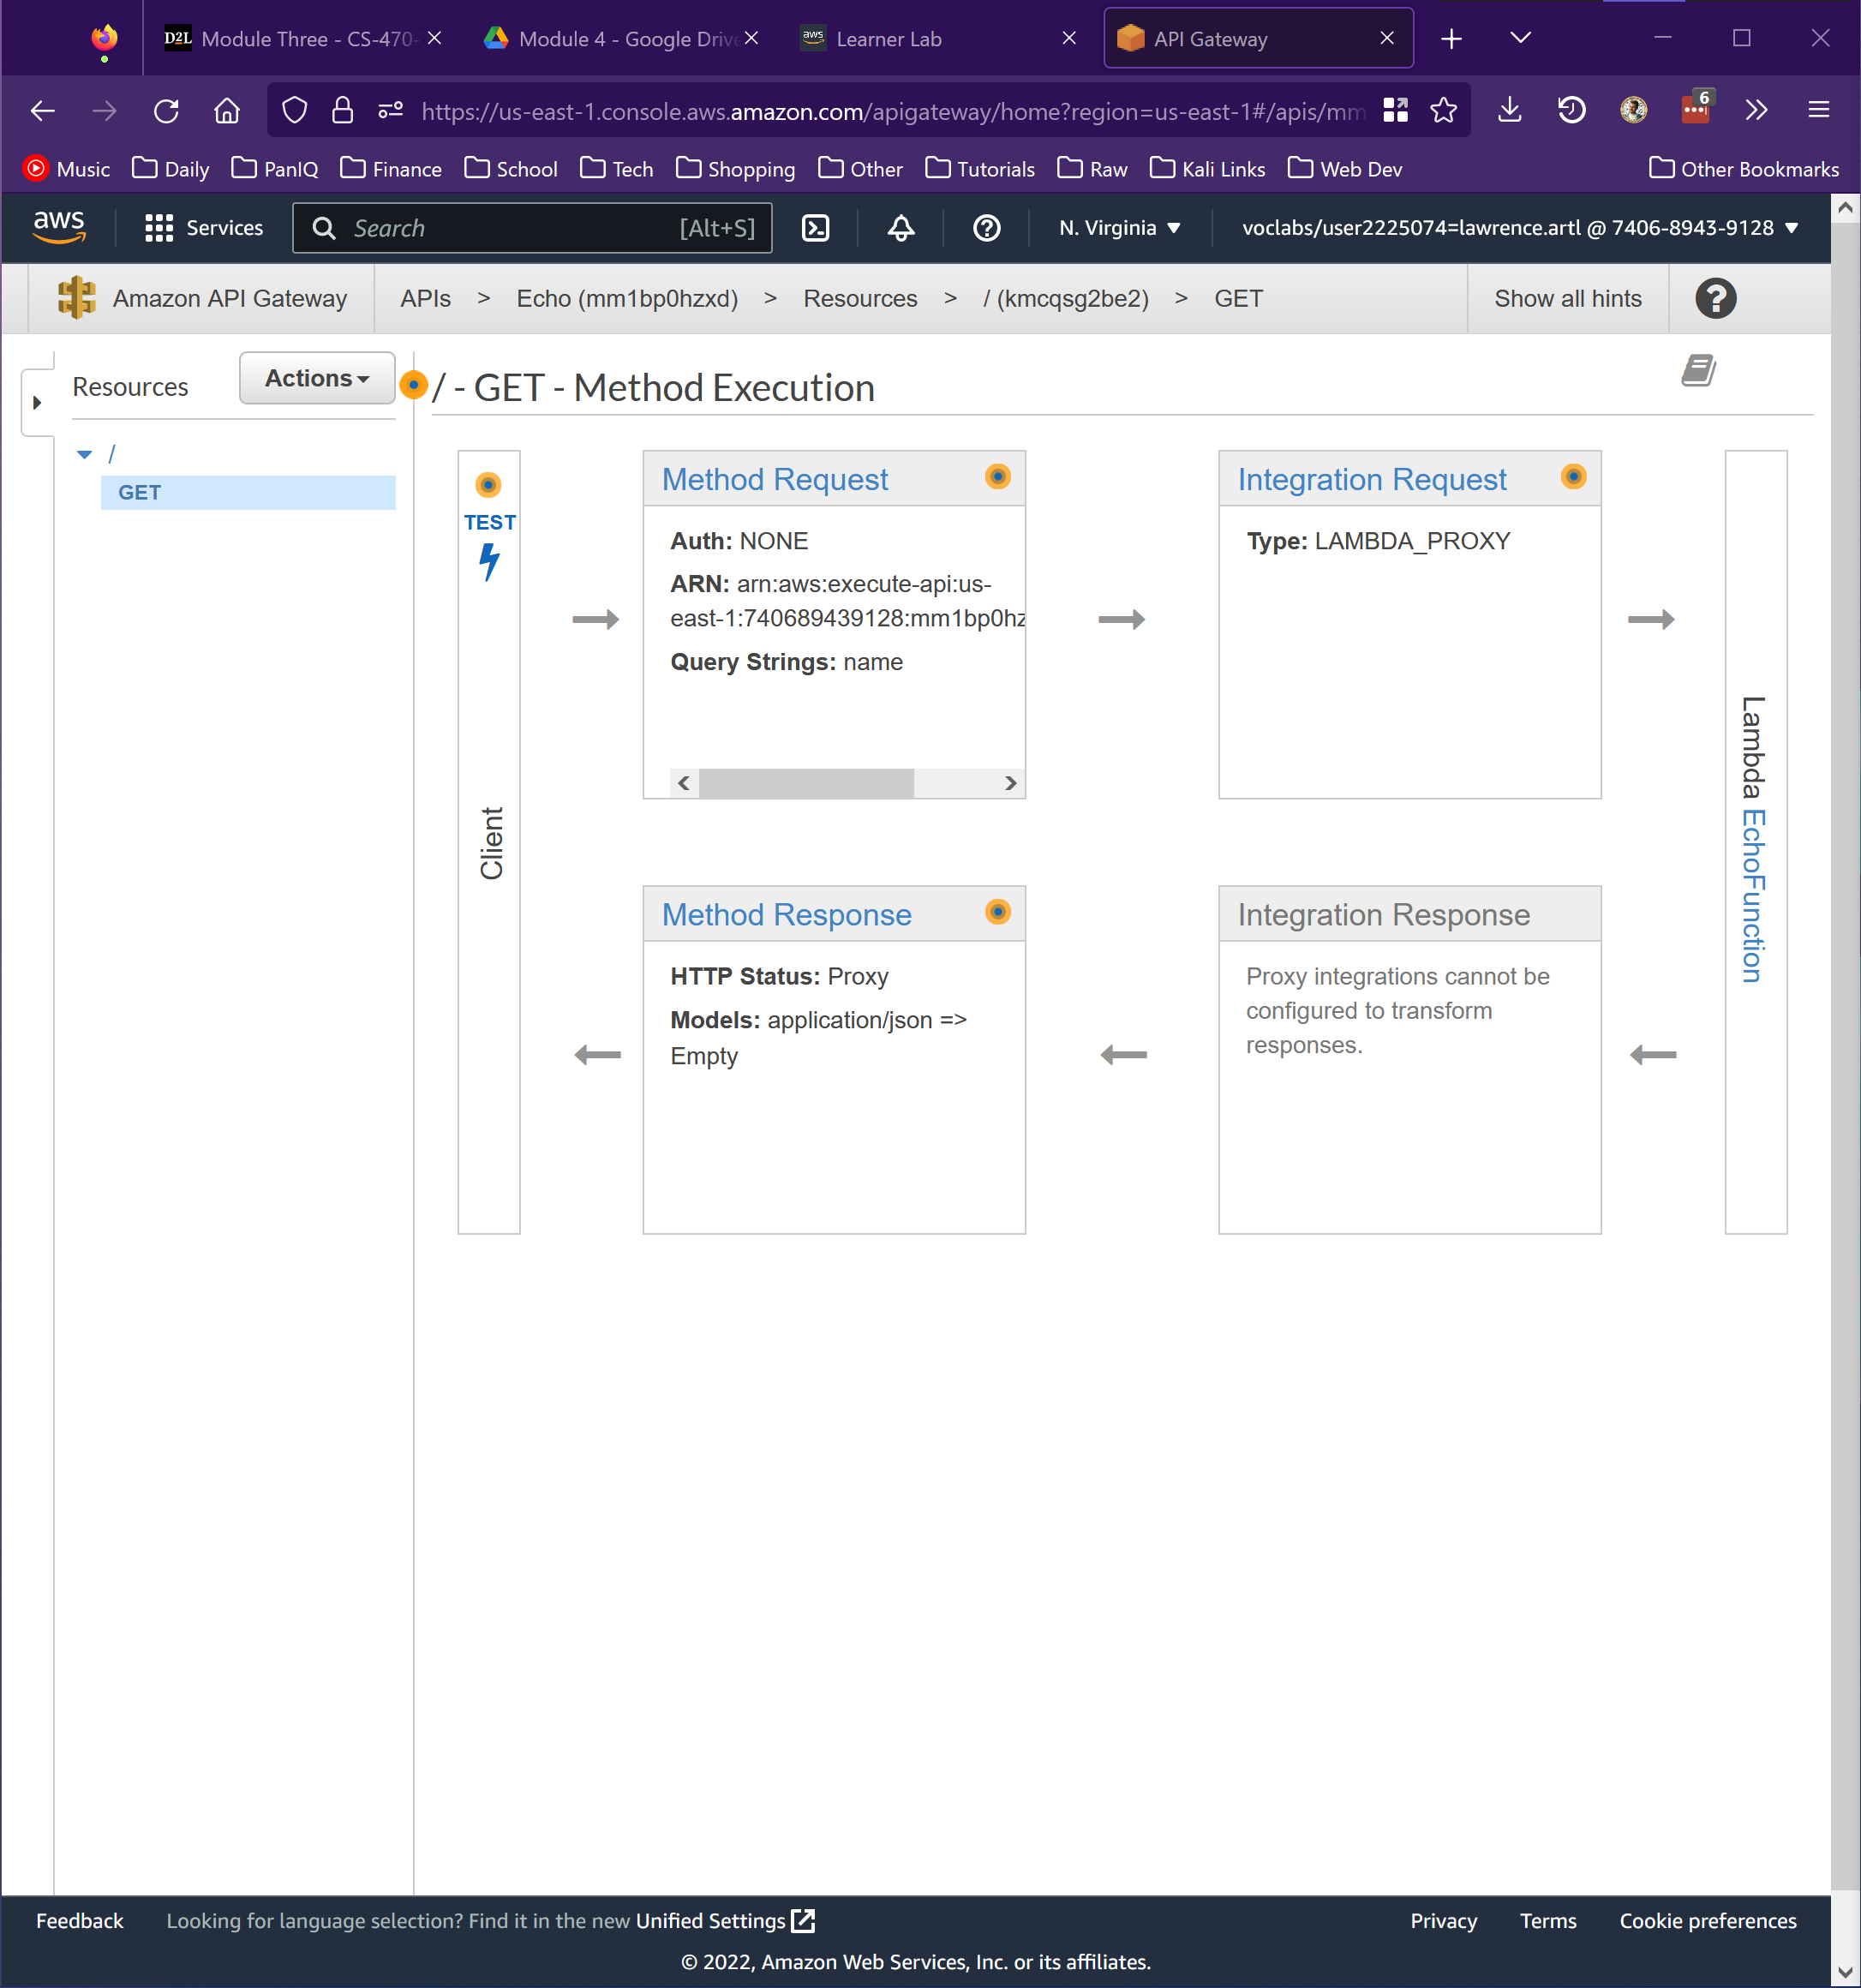 D2L Module Three - CS-470-
Module 4 - Google Drive
aws Learner Lab
API Gateway
https://us-east-1.console.aws.amazon.com/apigateway/home?region=us-east-1#/apis/mm
6
Music Daily PanIQ Finance School Tech Shopping Other Tutorials Raw Kali Links Web Dev Other Bookmarks
aws Services Search [Alt+S] N. Virginia ▼ voclabs/user2225074=lawrence.artl @ 7406-8943-9128 ▼
Amazon API Gateway APIs > Echo (mm1bp0hzxd) > Resources > / (kmcqsg2be2) > GET Show all hints ?
Resources
Actions
/
GET
/ - GET - Method Execution
TEST
Client
Method Request
Auth: NONE
ARN: arn:aws:execute-api:us-
east-1:740689439128:mm1bp0hz
Query Strings: name
Integration Request
Type: LAMBDA_PROXY
Lambda EchoFunction
Method Response
HTTP Status: Proxy
Models: application/json =>
Empty
Integration Response
Proxy integrations cannot be
configured to transform
responses.
Feedback Looking for language selection? Find it in the new Unified Settings Privacy Terms Cookie preferences
© 2022, Amazon Web Services, Inc. or its affiliates.